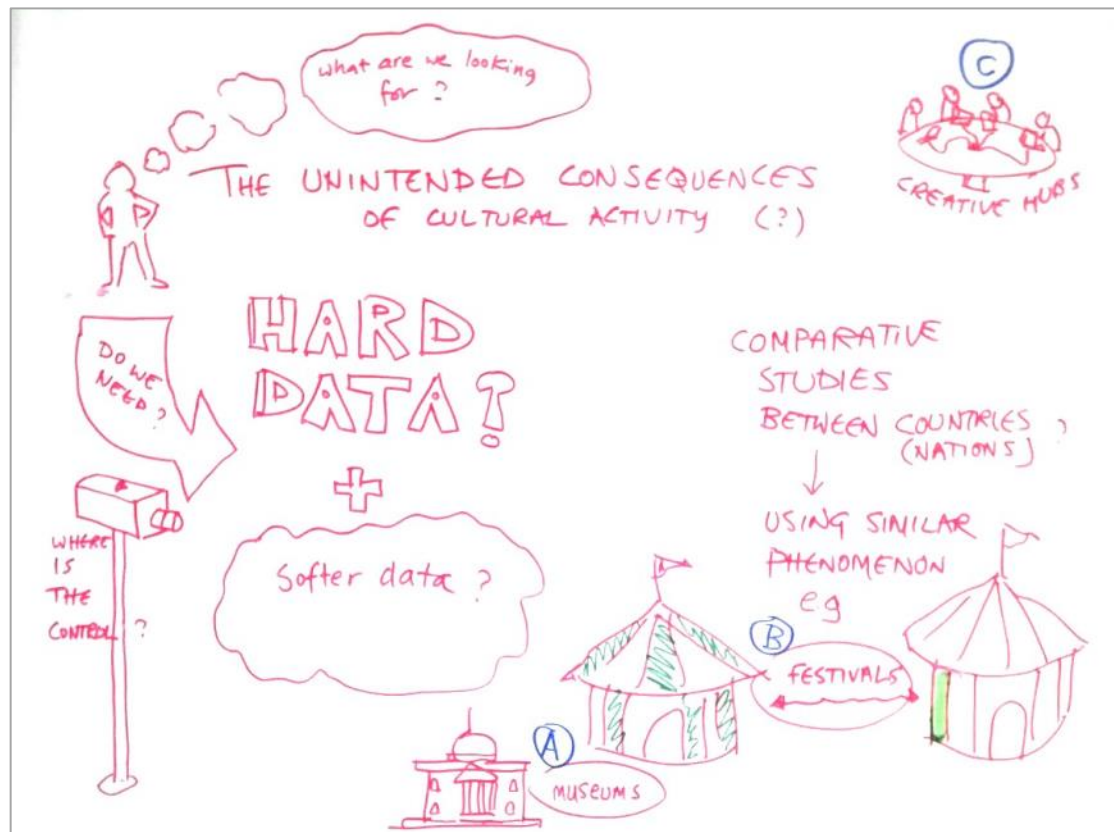 what are we looking
for ?
THE UNINTENDED CONSEQUENCES
OF CULTURAL ACTIVITY (?)
C
CREATIVE HUBS
DO WE
NEED ?
HARD
DATA?
+
Softer data ?
WHERE
IS
THE
CONTROL ?
COMPARATIVE
STUDIES
BETWEEN COUNTRIES ?
(NATIONS)
USING SIMILAR
PHENOMENON
e.g
B
FESTIVALS
A
MUSEUMS